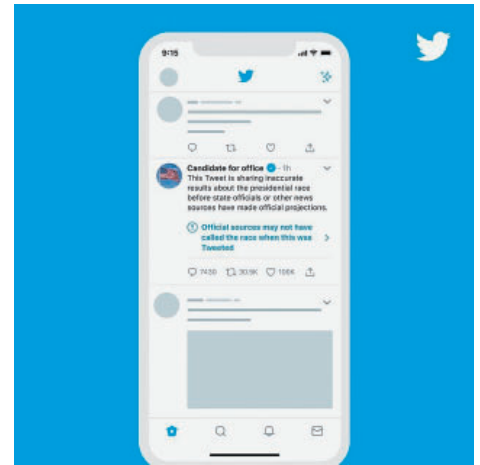 9:15
Candidate for office · 1h
This Tweet is sharing inaccurate
results about the presidential race
before state officials or other news
sources have made official projections.
Official sources may not have
called the race when this was
Tweeted
7430 30.5K 100K